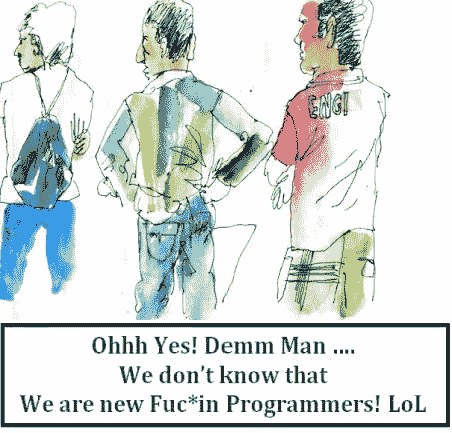 ENGI
Ohhh Yes! Demm Man ....
We don't know that
We are new Fuc*in Programmers! LoL